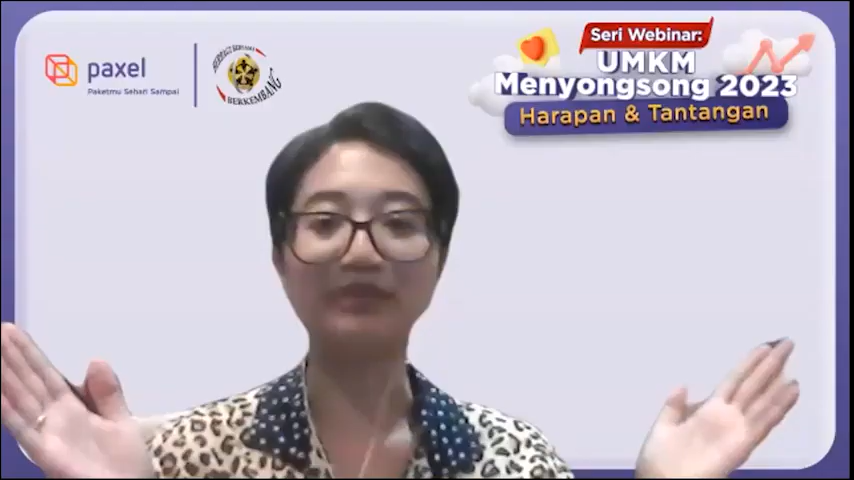 paxel
Paketmu Sehari Sampai
BERKEMBANG
Seri Webinar:
UMKM
Menyongsong 2023
Harapan & Tantangan